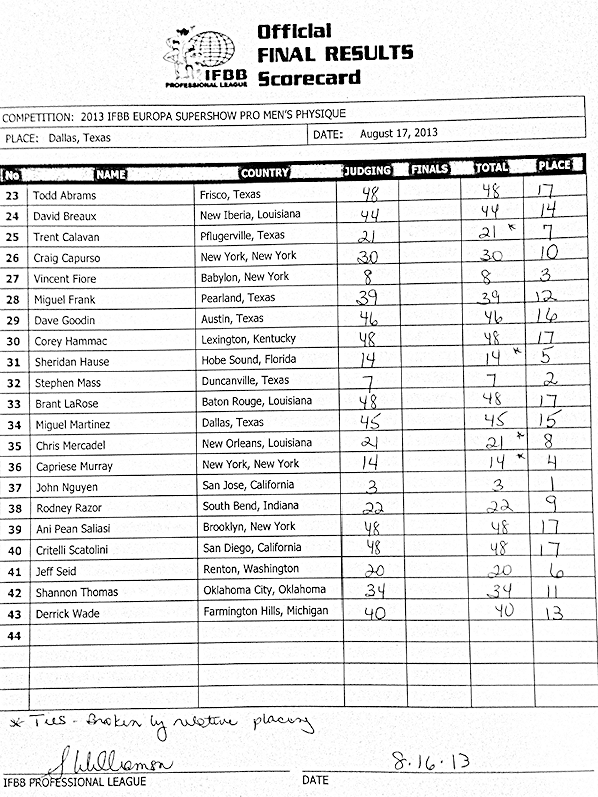 Official
FINAL RESULTS
Scorecard
IFBB
PROFESSIONAL LEAGUE
COMPETITION: 2013 IFBB EUROPA SUPERSHOW PRO MEN'S PHYSIQUE
PLACE: Dallas, Texas DATE: August 17, 2013
No NAME COUNTRY JUDGING FINALS TOTAL PLACE
23 Todd Abrams Frisco, Texas 48 48 17
24 David Breaux New Iberia, Louisiana 44 44 14
25 Trent Calavan Pflugerville, Texas 21 21 * 7
26 Craig Capurso New York, New York 30 30 10
27 Vincent Fiore Babylon, New York 8 8 3
28 Miguel Frank Pearland, Texas 39 39 12
29 Dave Goodin Austin, Texas 46 46 16
30 Corey Hammac Lexington, Kentucky 48 48 17
31 Sheridan Hause Hobe Sound, Florida 14 14 * 5
32 Stephen Mass Duncanville, Texas 7 7 2
33 Brant LaRose Baton Rouge, Louisiana 48 48 17
34 Miguel Martinez Dallas, Texas 45 45 15
35 Chris Mercadel New Orleans, Louisiana 21 21 * 8
36 Capriese Murray New York, New York 14 14 * 4
37 John Nguyen San Jose, California 3 3 1
38 Rodney Razor South Bend, Indiana 22 22 9
39 Ani Pean Saliasi Brooklyn, New York 48 48 17
40 Critelli Scatolini San Diego, California 48 48 17
41 Jeff Seid Renton, Washington 20 20 6
42 Shannon Thomas Oklahoma City, Oklahoma 34 34 11
43 Derrick Wade Farmington Hills, Michigan 40 40 13
44
* Ties - Broken by relative placing
S Williamson 8.16.13
IFBB PROFESSIONAL LEAGUE DATE